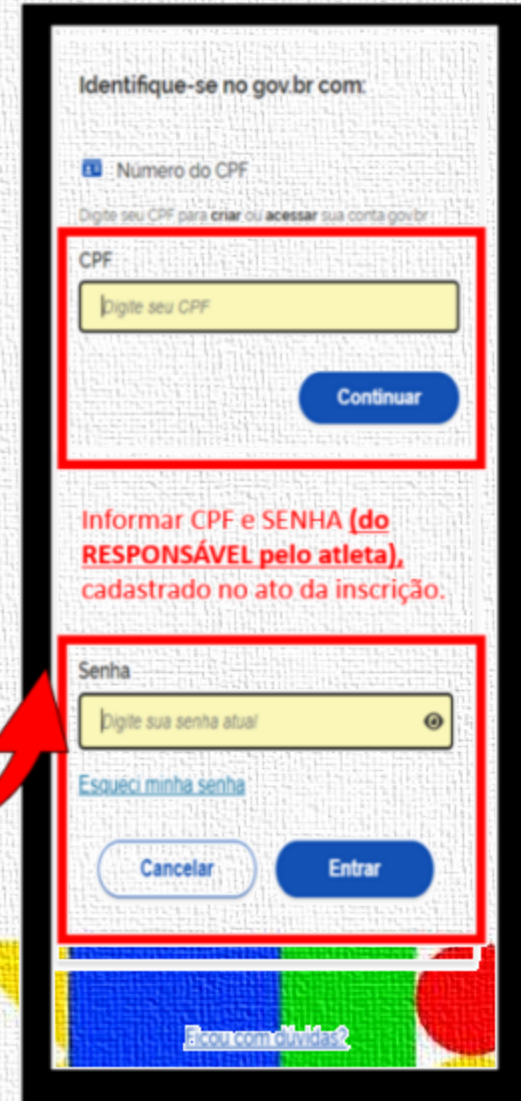 Identifique-se no gov.br com:
Número do CPF
Digite seu CPF para criar ou acessar sua conta gov.br
CPF
Digite seu CPF
Continuar
Informar CPF e SENHA (do
RESPONSÁVEL pelo atleta),
cadastrado no ato da inscrição.
Senha
Digite sua senha atual
Esqueci minha senha
Cancelar
Entrar
Ficou com dúvidas?